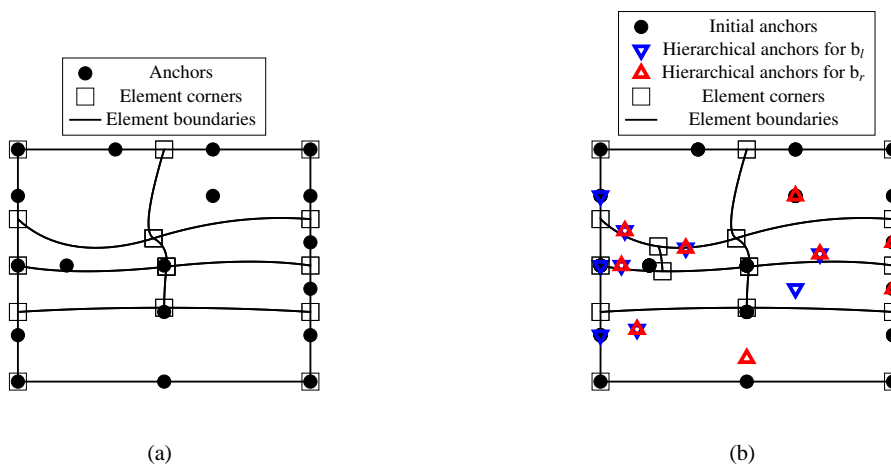 Anchors
Element corners
Element boundaries
(a)
Initial anchors
Hierarchical anchors for b_l
Hierarchical anchors for b_r
Element corners
Element boundaries
(b)